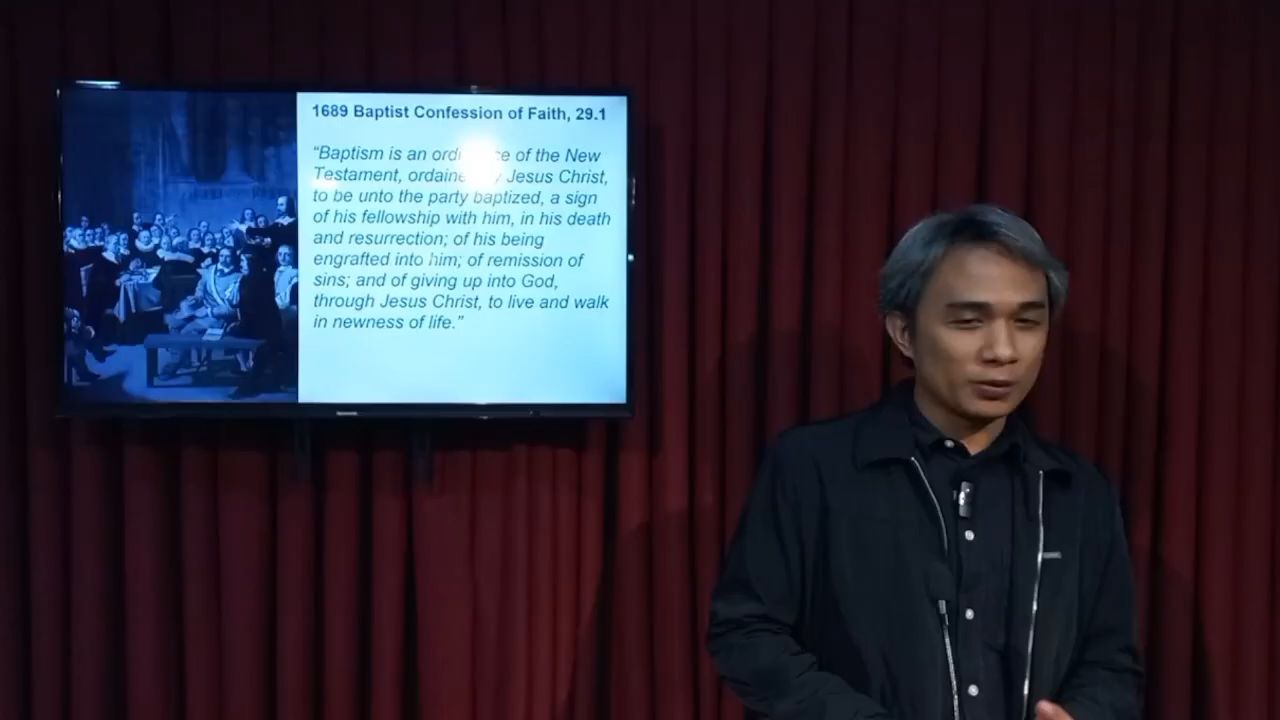 1689 Baptist Confession of Faith, 29.1
“Baptism is an of the New
Testament, Jesus Christ,
to be unto the party baptized, a sign
of his fellowship with him, in his death
and resurrection; of his being
engrafted into him; of remission of
sins; and of giving up into God,
through Jesus Christ, to live and walk
in newness of life.”